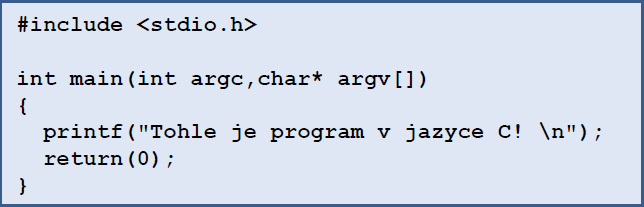 #include <stdio.h>
int main(int argc,char* argv[])
{
printf("Tohle je program v jazyce C! \n");
return(0);
}